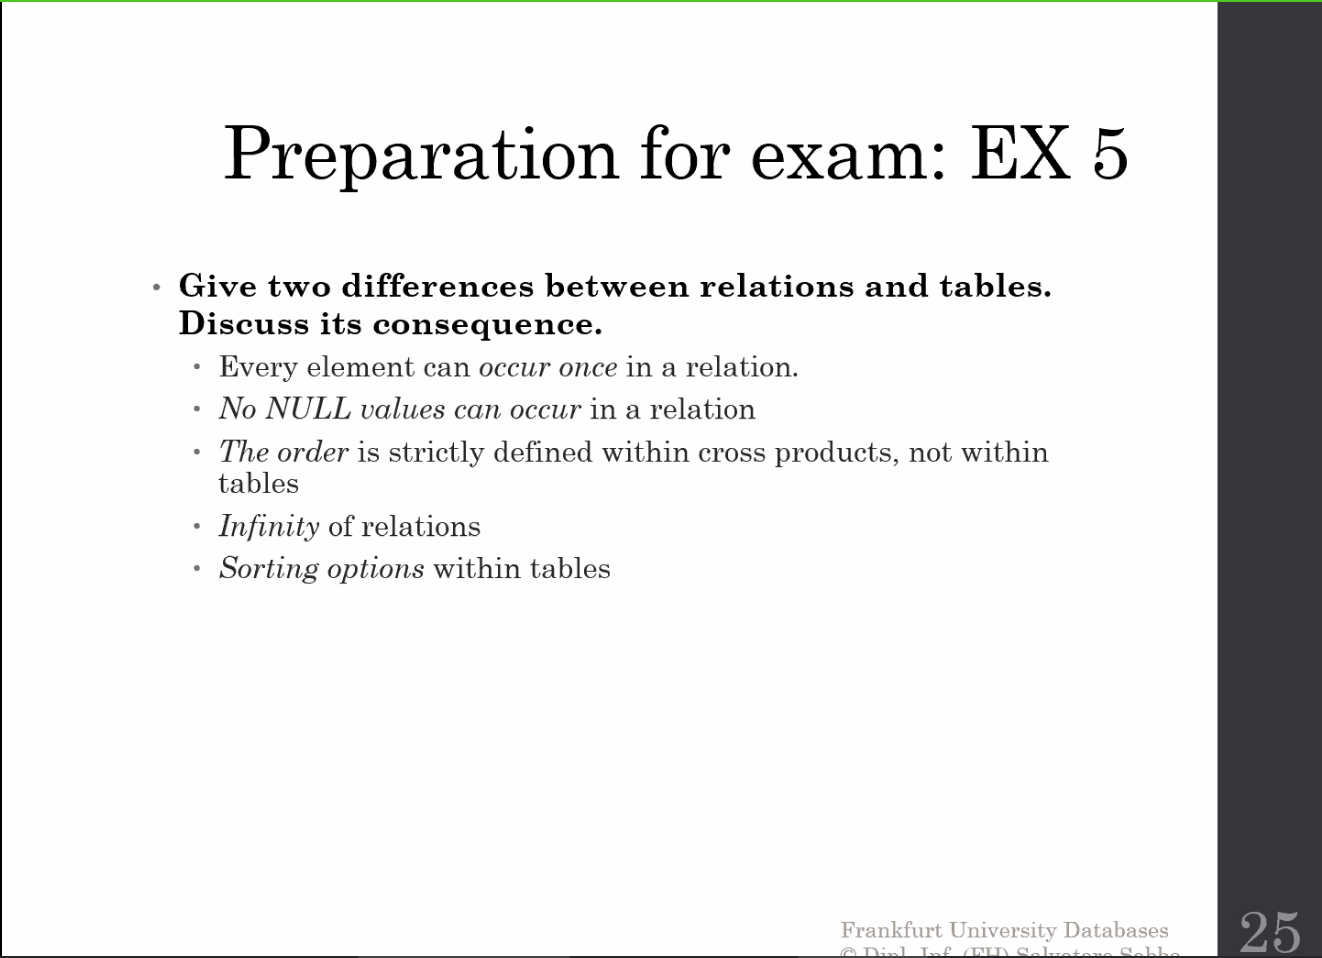 Preparation for exam: EX 5
• Give two differences between relations and tables.
Discuss its consequence.
• Every element can occur once in a relation.
• No NULL values can occur in a relation
• The order is strictly defined within cross products, not within
tables
• Infinity of relations
• Sorting options within tables
Frankfurt University Databases
© Dipl. Inf. (FH) Salvatore
25